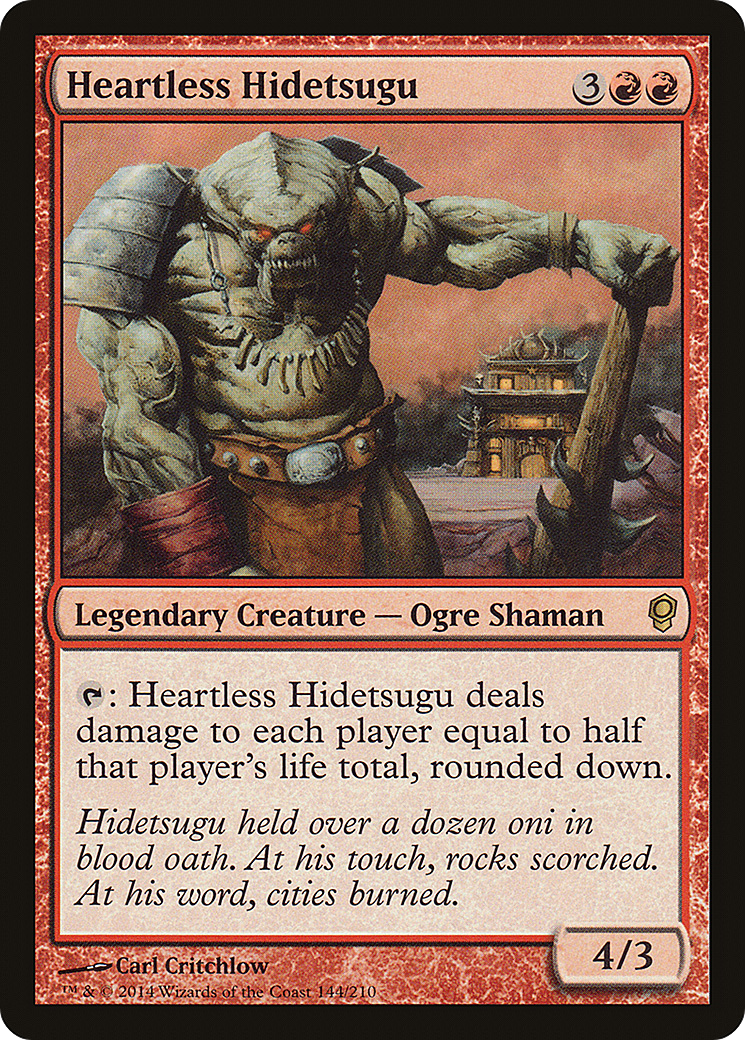 Heartless Hidetsugu 3
Legendary Creature — Ogre Shaman
: Heartless Hidetsugu deals
damage to each player equal to half
that player's life total, rounded down.
Hidetsugu held over a dozen oni in
blood oath. At his touch, rocks scorched.
At his word, cities burned.
4/3
Carl Critchlow
™ & © 2014 Wizards of the Coast 144/210